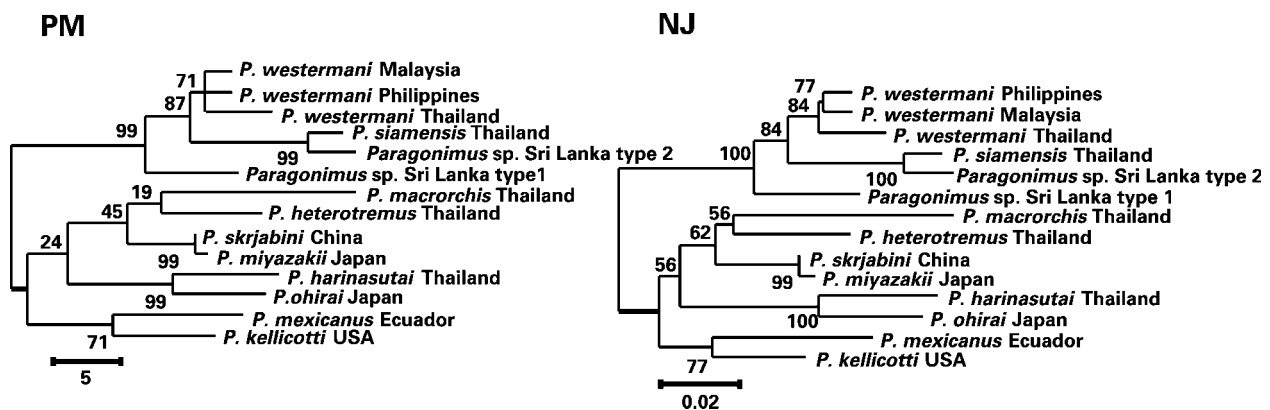 PM
71
P. westermani Malaysia
87
P. westermani Philippines
P. westermani Thailand
99
P. siamensis Thailand
99
Paragonimus sp. Sri Lanka type 2
Paragonimus sp. Sri Lanka type1
19
P. macrorchis Thailand
45
P. heterotremus Thailand
24
P. skrjabini China
99
P. miyazakii Japan
P. harinasutai Thailand
99
P.ohirai Japan
P. mexicanus Ecuador
71
P. kellicotti USA
5
NJ
77
P. westermani Philippines
84
P. westermani Malaysia
84
P. westermani Thailand
100
P. siamensis Thailand
100
Paragonimus sp. Sri Lanka type 2
Paragonimus sp. Sri Lanka type 1
56
P. macrorchis Thailand
62
P. heterotremus Thailand
56
P. skrjabini China
99
P. miyazakii Japan
P. harinasutai Thailand
100
P. ohirai Japan
P. mexicanus Ecuador
77
P. kellicotti USA
0.02